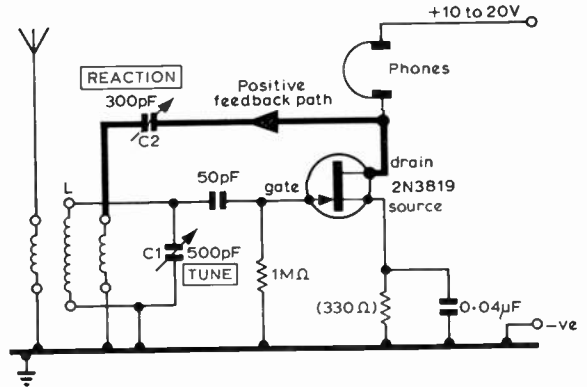 +10 to 20V
Phones
REACTION
300pF
C2
Positive
feedback path
drain
2N3819
source
50pF
gate
L
C1
500pF
TUNE
1MΩ
(330Ω)
0·04μF
-ve